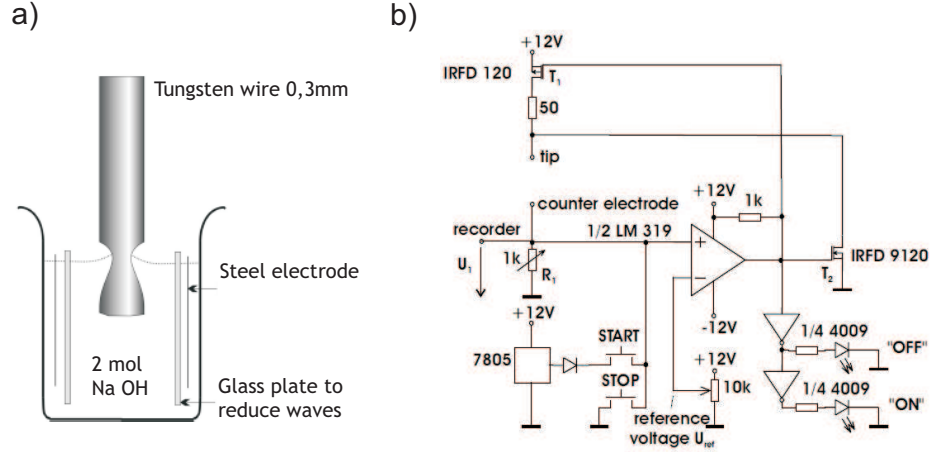 a)
Tungsten wire 0,3mm
Steel electrode
2 mol
Na OH
Glass plate to
reduce waves
b)
+12V
IRFD 120
T1
50
tip
+12V
1k
counter electrode
recorder
1/2 LM 319
1k
R1
U1
+
−
IRFD 9120
T2
-12V
+12V
7805
START
STOP
+12V
10k
reference
voltage Uref
1/4 4009
"OFF"
1/4 4009
"ON"